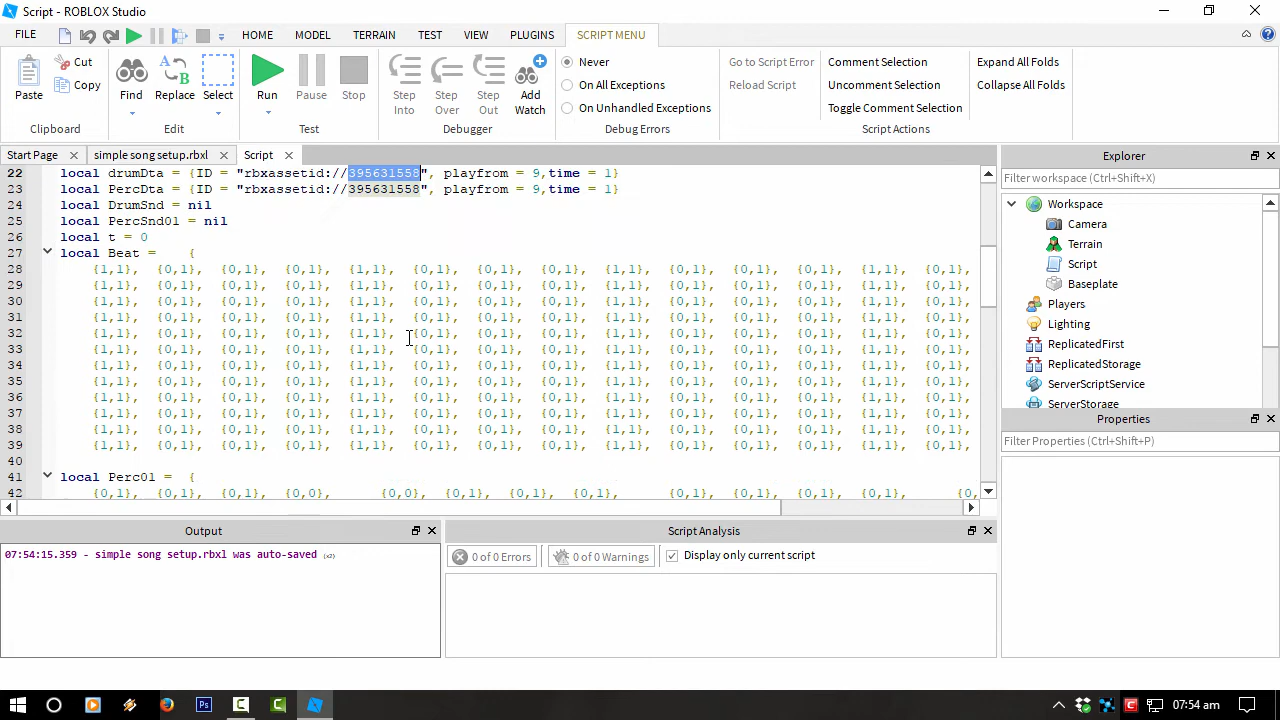 Script - ROBLOX Studio
FILE HOME MODEL TERRAIN TEST VIEW PLUGINS SCRIPT MENU
Paste Cut Copy Find Replace Select Run Pause Stop Step Into Step Over Step Out Add Watch
Never
On All Exceptions
On Unhandled Exceptions
Go to Script Error
Reload Script
Comment Selection
Uncomment Selection
Toggle Comment Selection
Expand All Folds
Collapse All Folds
Clipboard Edit Test Debugger Debug Errors Script Actions
Start Page simple song setup.rbxl Script
22 local drumDta = {ID = "rbxassetid://395631558", playfrom = 9,time = 1}
23 local PercDta = {ID = "rbxassetid://395631558", playfrom = 9,time = 1}
24 local DrumSnd = nil
25 local PercSnd01 = nil
26 local t = 0
27 local Beat = {
28 {1,1}, {0,1}, {0,1}, {0,1}, {1,1}, {0,1}, {0,1}, {0,1}, {1,1}, {0,1}, {0,1}, {0,1}, {1,1}, {0,1},
29 {1,1}, {0,1}, {0,1}, {0,1}, {1,1}, {0,1}, {0,1}, {0,1}, {1,1}, {0,1}, {0,1}, {0,1}, {1,1}, {0,1},
30 {1,1}, {0,1}, {0,1}, {0,1}, {1,1}, {0,1}, {0,1}, {0,1}, {1,1}, {0,1}, {0,1}, {0,1}, {1,1}, {0,1},
31 {1,1}, {0,1}, {0,1}, {0,1}, {1,1}, {0,1}, {0,1}, {0,1}, {1,1}, {0,1}, {0,1}, {0,1}, {1,1}, {0,1},
32 {1,1}, {0,1}, {0,1}, {0,1}, {1,1}, {0,1}, {0,1}, {0,1}, {1,1}, {0,1}, {0,1}, {0,1}, {1,1}, {0,1},
33 {1,1}, {0,1}, {0,1}, {0,1}, {1,1}, {0,1}, {0,1}, {0,1}, {1,1}, {0,1}, {0,1}, {0,1}, {1,1}, {0,1},
34 {1,1}, {0,1}, {0,1}, {0,1}, {1,1}, {0,1}, {0,1}, {0,1}, {1,1}, {0,1}, {0,1}, {0,1}, {1,1}, {0,1},
35 {1,1}, {0,1}, {0,1}, {0,1}, {1,1}, {0,1}, {0,1}, {0,1}, {1,1}, {0,1}, {0,1}, {0,1}, {1,1}, {0,1},
36 {1,1}, {0,1}, {0,1}, {0,1}, {1,1}, {0,1}, {0,1}, {0,1}, {1,1}, {0,1}, {0,1}, {0,1}, {1,1}, {0,1},
37 {1,1}, {0,1}, {0,1}, {0,1}, {1,1}, {0,1}, {0,1}, {0,1}, {1,1}, {0,1}, {0,1}, {0,1}, {1,1}, {0,1},
38 {1,1}, {0,1}, {0,1}, {0,1}, {1,1}, {0,1}, {0,1}, {0,1}, {1,1}, {0,1}, {0,1}, {0,1}, {1,1}, {0,1},
39 {1,1}, {0,1}, {0,1}, {0,1}, {1,1}, {0,1}, {0,1}, {0,1}, {1,1}, {0,1}, {0,1}, {0,1}, {1,1}, {0,1},
40
41 local Perc01 = {
42 {0,1}, {0,1}, {0,1}, {0,0}, {0,0}, {0,1}, {0,1}, {0,1}, {0,1}, {0,1}, {0,1}, {0,1}, {0,
Explorer
Filter workspace (Ctrl+Shift+X)
Workspace
Camera
Terrain
Script
Baseplate
Players
Lighting
ReplicatedFirst
ReplicatedStorage
ServerScriptService
ServerStorage
Properties
Filter Properties (Ctrl+Shift+P)
Output
07:54:15.359 - simple song setup.rbxl was auto-saved (x2)
Script Analysis
0 of 0 Errors 0 of 0 Warnings Display only current script
07:54 am